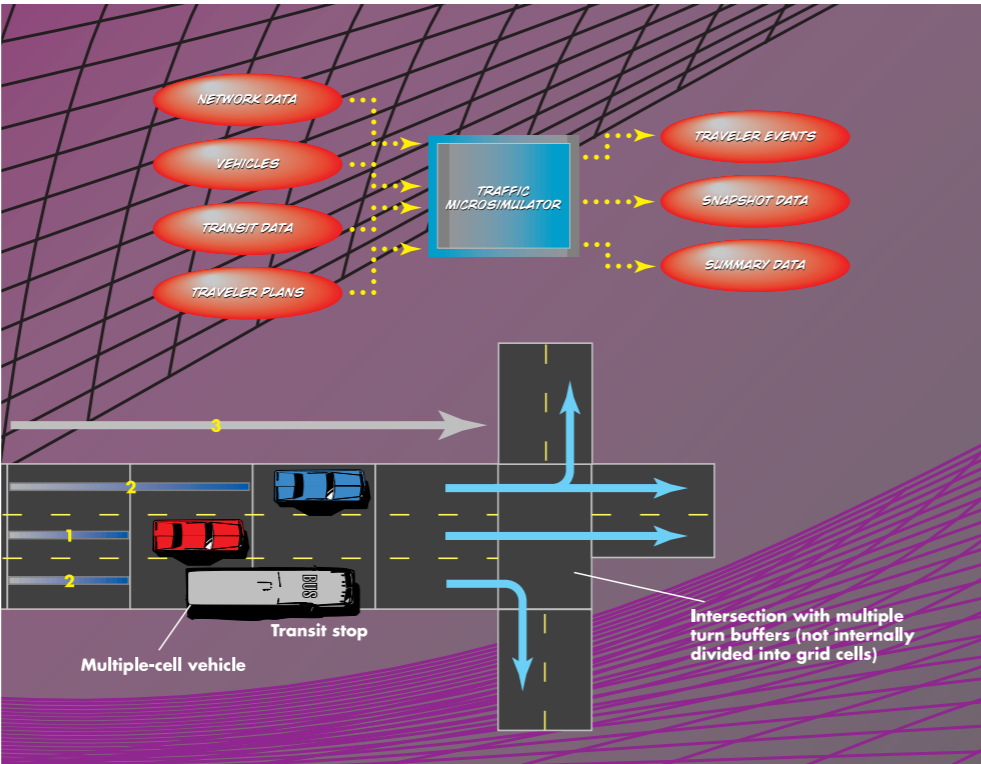 NETWORK DATA
VEHICLES
TRANSIT DATA
TRAVELER PLANS
TRAFFIC
MICROSIMULATOR
TRAVELER EVENTS
SNAPSHOT DATA
SUMMARY DATA
3
2
1
2
BUS
Transit stop
Multiple-cell vehicle
Intersection with multiple
turn buffers (not internally
divided into grid cells)